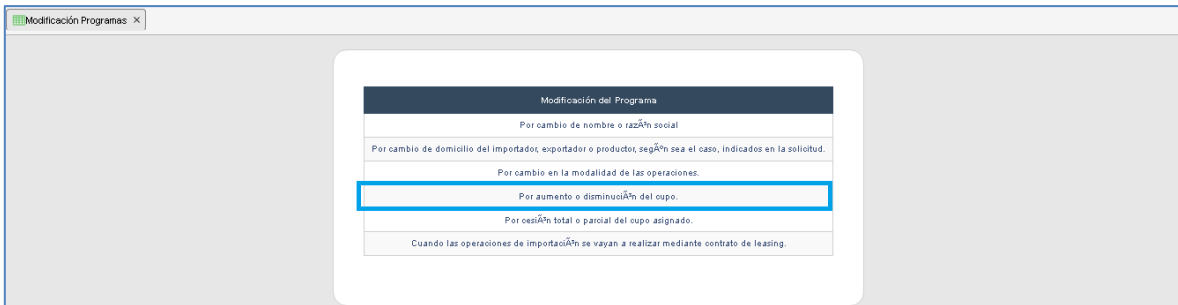 Modificación Programas ×
Modificación del Programa
Por cambio de nombre o razÃ³n social
Por cambio de domicilio del importador, exportador o productor, segÃºn sea el caso, indicados en la solicitud.
Por cambio en la modalidad de las operaciones.
Por aumento o disminuciÃ³n del cupo.
Por cesiÃ³n total o parcial del cupo asignado.
Cuando las operaciones de importaciÃ³n se vayan a realizar mediante contrato de leasing.